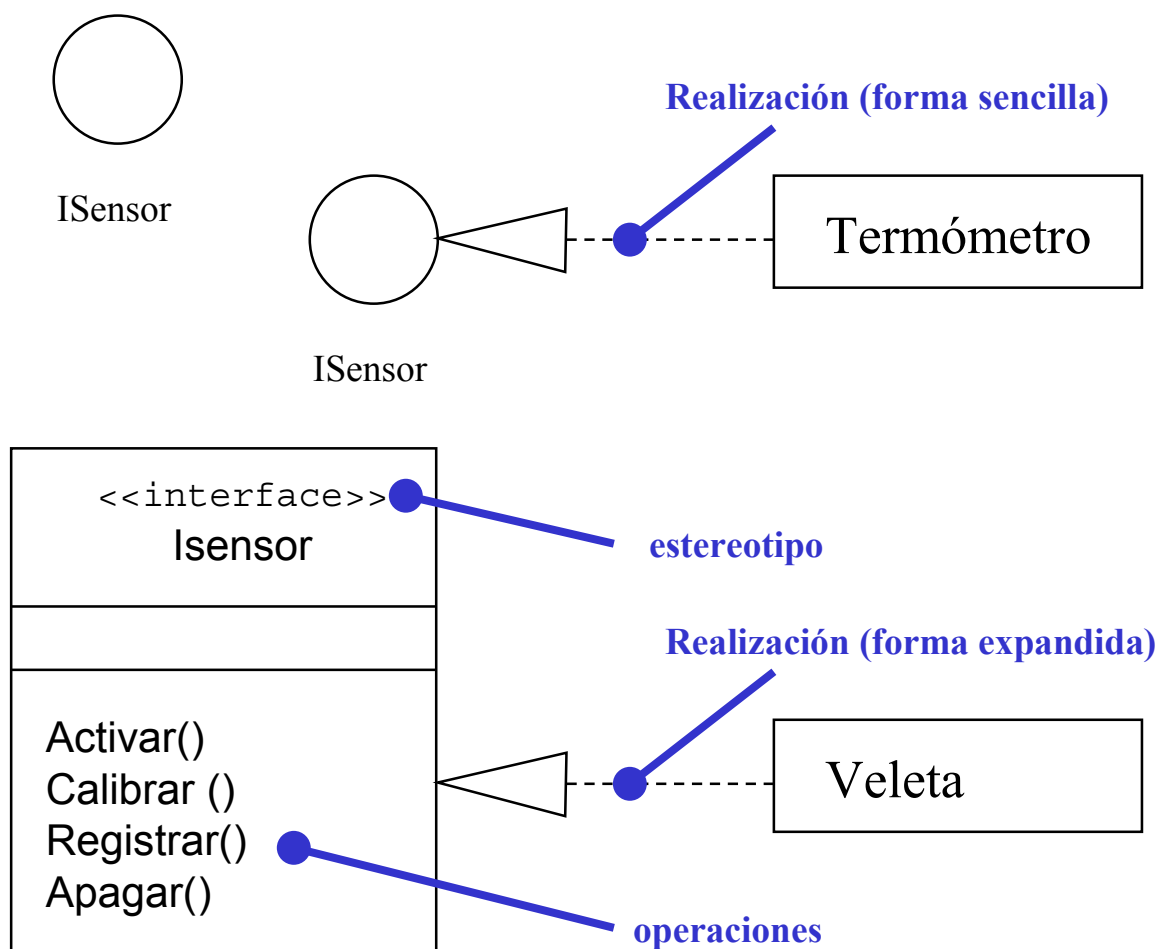 Realización (forma sencilla)
ISensor
Termómetro
ISensor
<<interface>>
Isensor
estereotipo
Realización (forma expandida)
Activar()
Calibrar ()
Registrar()
Apagar()
Veleta
operaciones